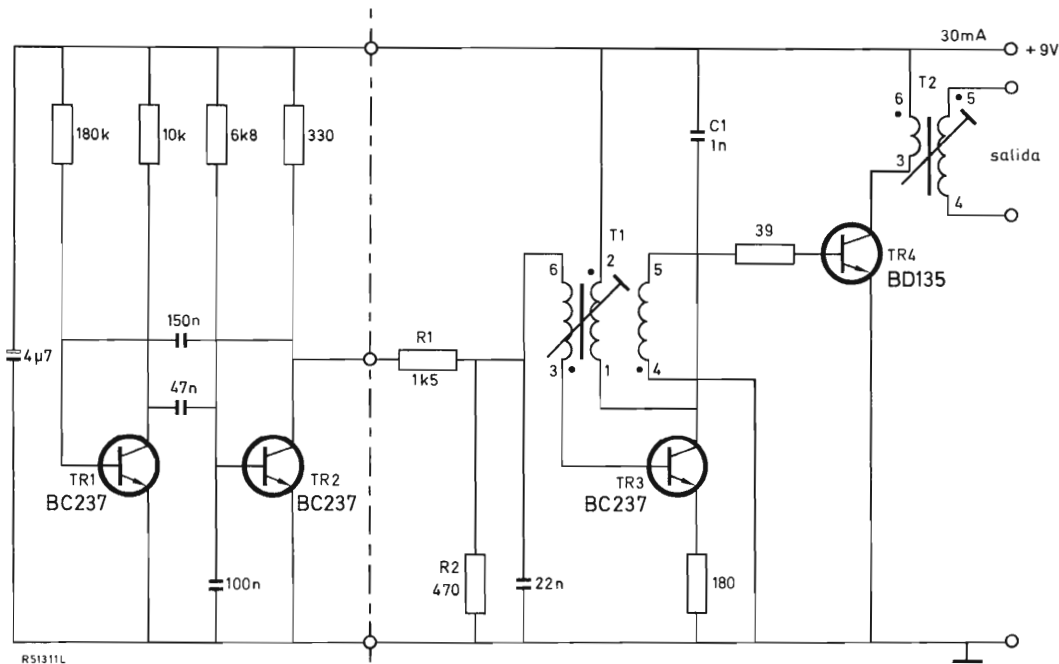 30mA
+9V
T2
6
5
180k
10k
6k8
330
C1
1n
3
salida
4
39
T1
TR4
BD135
6
2
5
150n
R1
4µ7
1k5
3
1
4
47n
TR1
BC237
TR2
BC237
TR3
BC237
100n
R2
470
22n
180
RS1311L